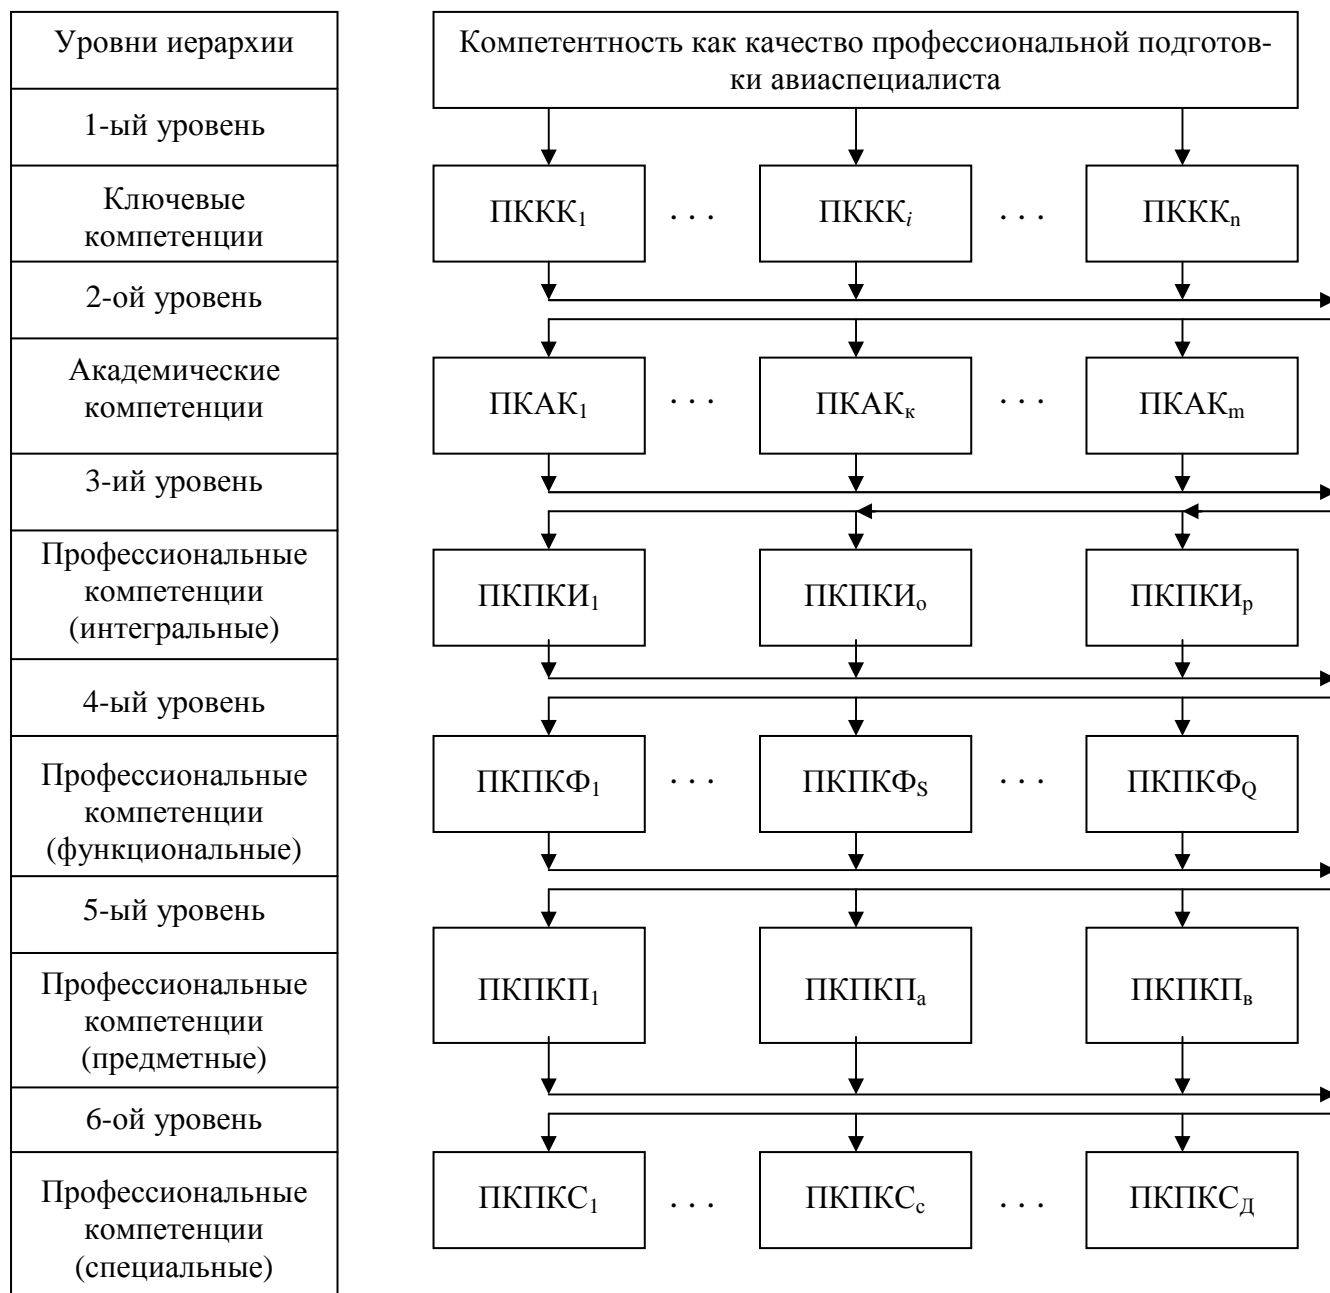 Уровни иерархии
Компетентность как качество профессиональной подготов-
ки авиаспециалиста
1-ый уровень
Ключевые
компетенции
ПККК₁ . . . ПКККᵢ . . . ПКККₙ
2-ой уровень
Академические
компетенции
ПКАК₁ . . . ПКАКк . . . ПКАКₘ
3-ий уровень
Профессиональные
компетенции
(интегральные)
ПКПКИ₁ ПКПКИₒ ПКПКИₚ
4-ый уровень
Профессиональные
компетенции
(функциональные)
ПКПКФ₁ . . . ПКПКФS . . . ПКПКФQ
5-ый уровень
Профессиональные
компетенции
(предметные)
ПКПКП₁ ПКПКПа ПКПКПв
6-ой уровень
Профессиональные
компетенции
(специальные)
ПКПКС₁ . . . ПКПКСс . . . ПКПКСД